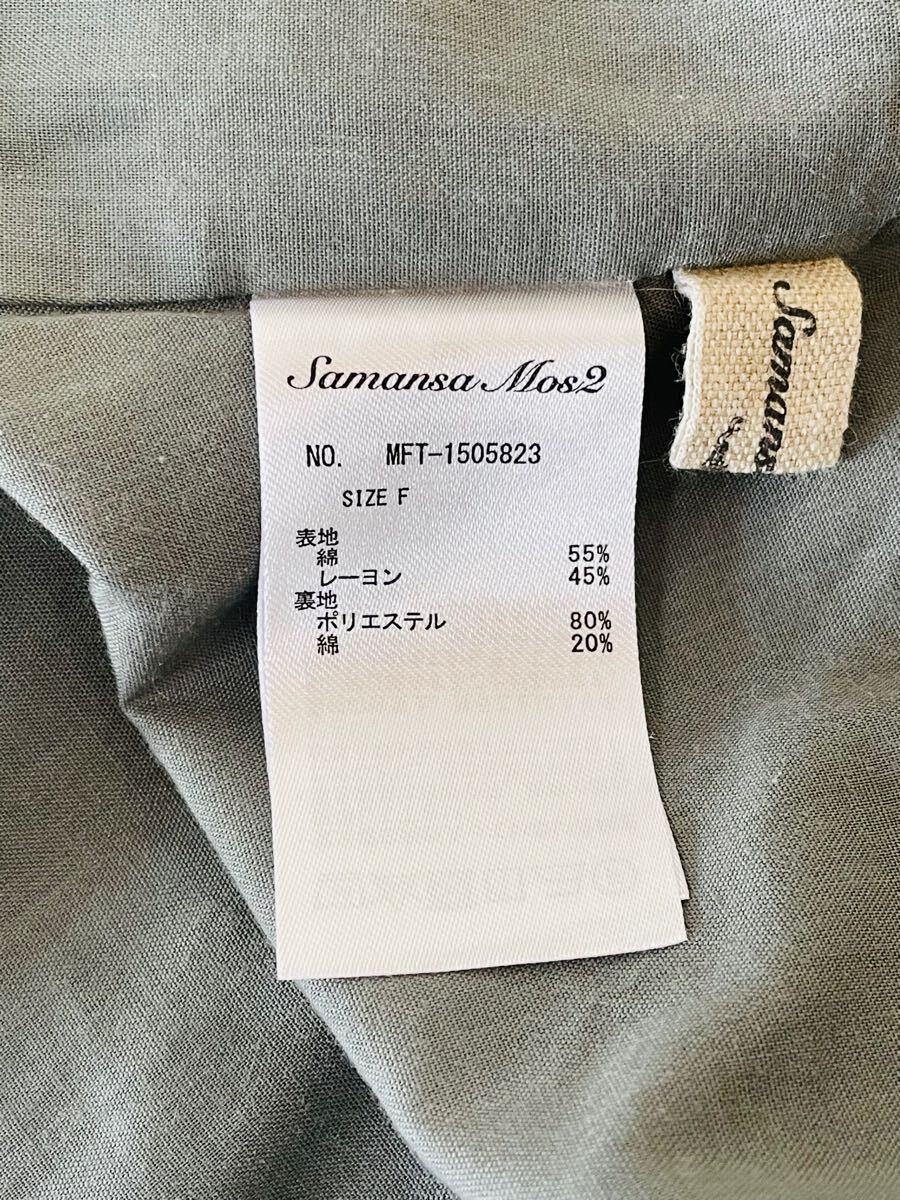 Samansa Mos2
NO. MFT-1505823
SIZE F
表地
綿 55%
レーヨン 45%
裏地
ポリエステル 80%
綿 20%
Samans